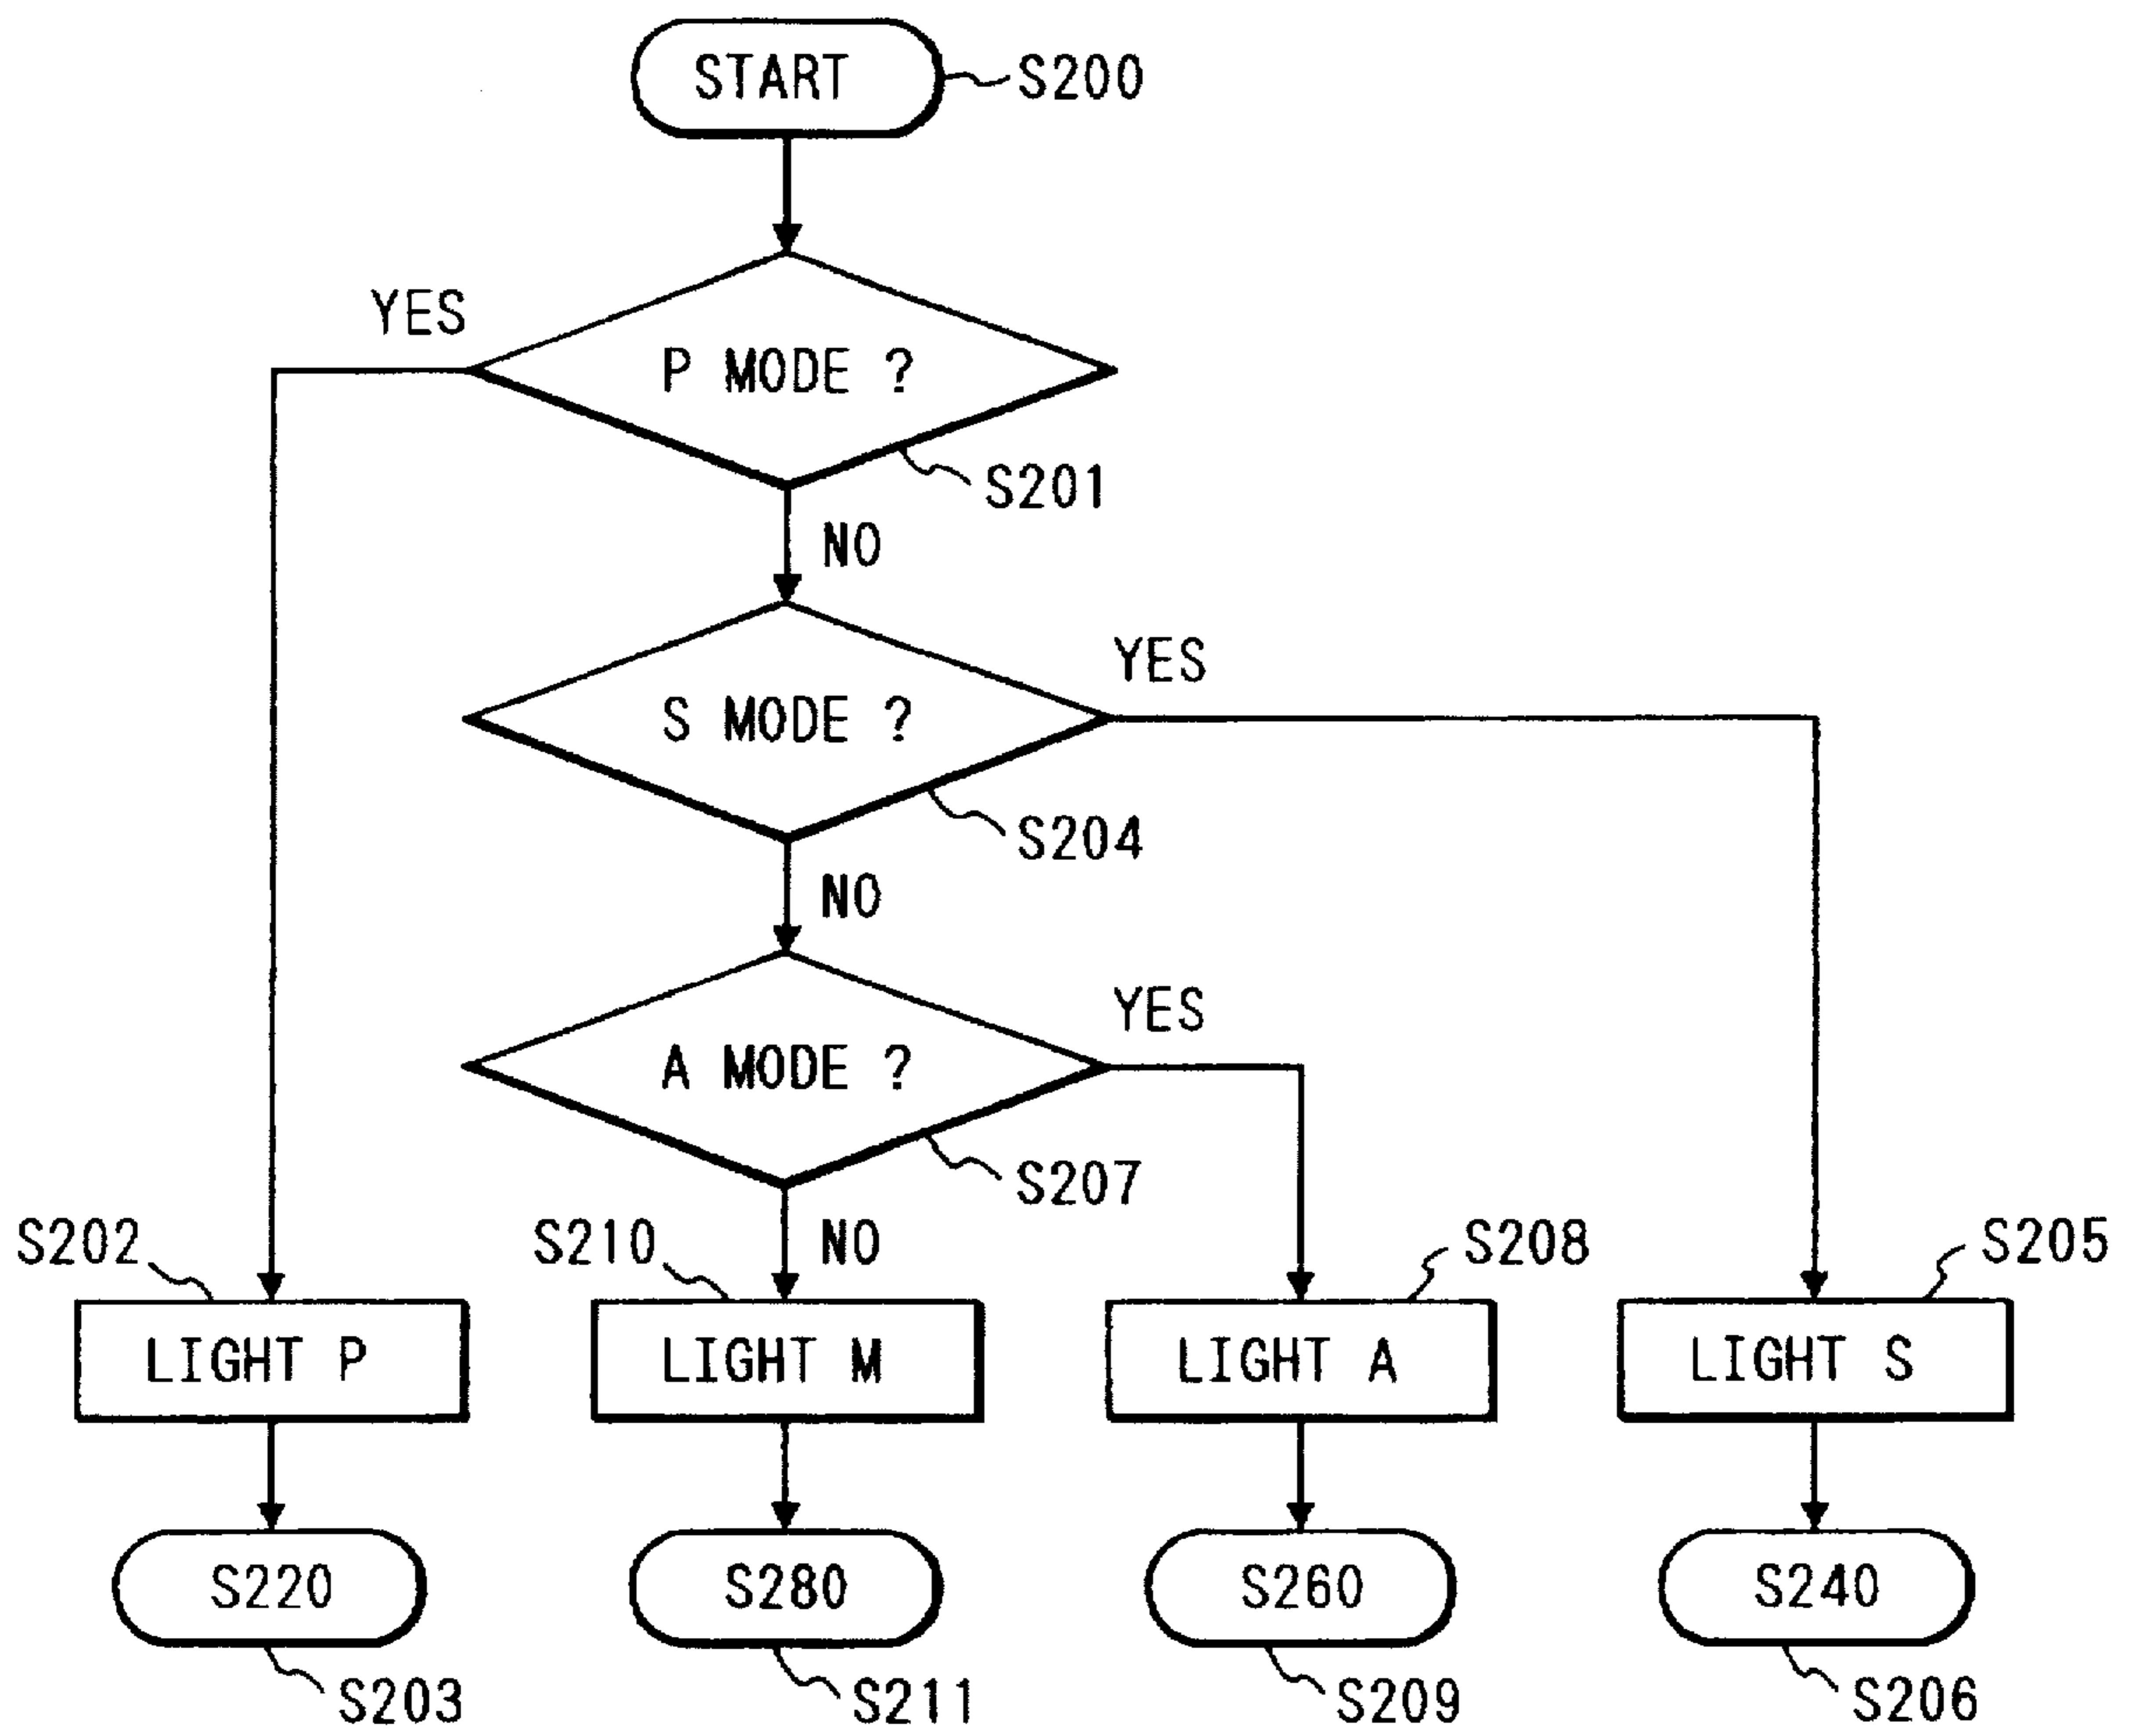 START
S200
YES
P MODE ?
S201
NO
YES
S MODE ?
S204
NO
YES
A MODE ?
S207
S202
S210
NO
S208
S205
LIGHT P
LIGHT M
LIGHT A
LIGHT S
S220
S280
S260
S240
S203
S211
S209
S206